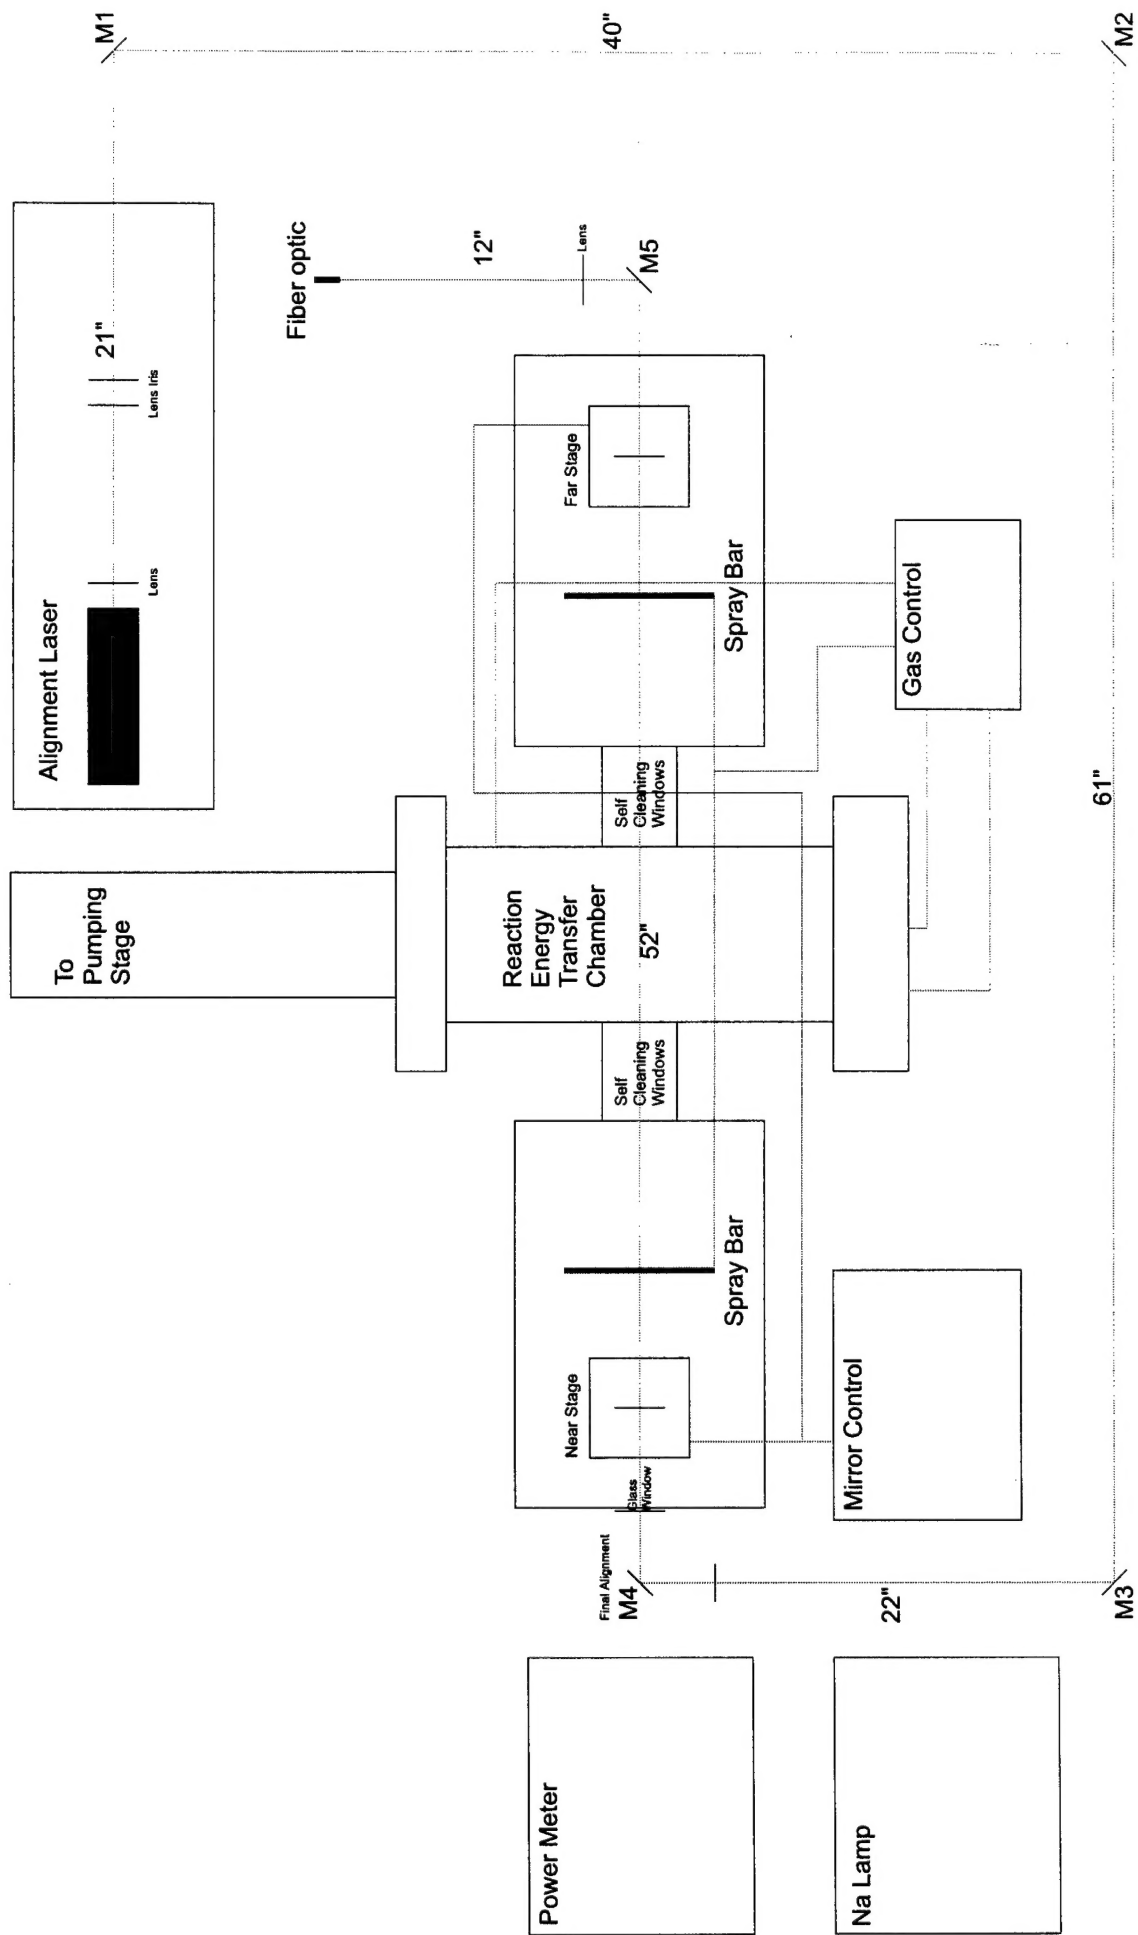 To
Pumping
Stage
Alignment Laser
Lens
Lens Iris
21"
M1
Fiber optic
12"
Lens
M5
40"
Reaction
Energy
Transfer
Chamber
52"
Self
Cleaning
Windows
Self
Cleaning
Windows
Near Stage
Far Stage
Glass
Window
Final Alignment
M4
Spray Bar
Spray Bar
Power Meter
Na Lamp
22"
Mirror Control
Gas Control
M3
61"
M2